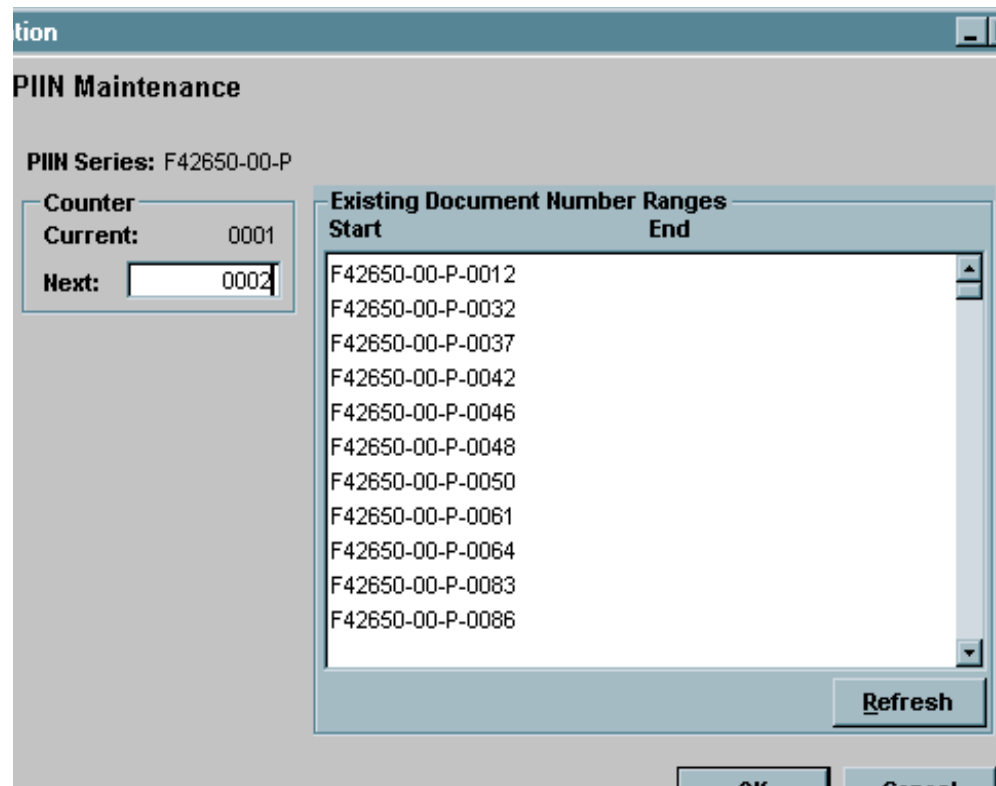 tion
PIIN Maintenance
PIIN Series: F42650-00-P
Counter
Current: 0001
Next: 0002
Existing Document Number Ranges
Start End
F42650-00-P-0012
F42650-00-P-0032
F42650-00-P-0037
F42650-00-P-0042
F42650-00-P-0046
F42650-00-P-0048
F42650-00-P-0050
F42650-00-P-0061
F42650-00-P-0064
F42650-00-P-0083
F42650-00-P-0086
Refresh
OK Cancel